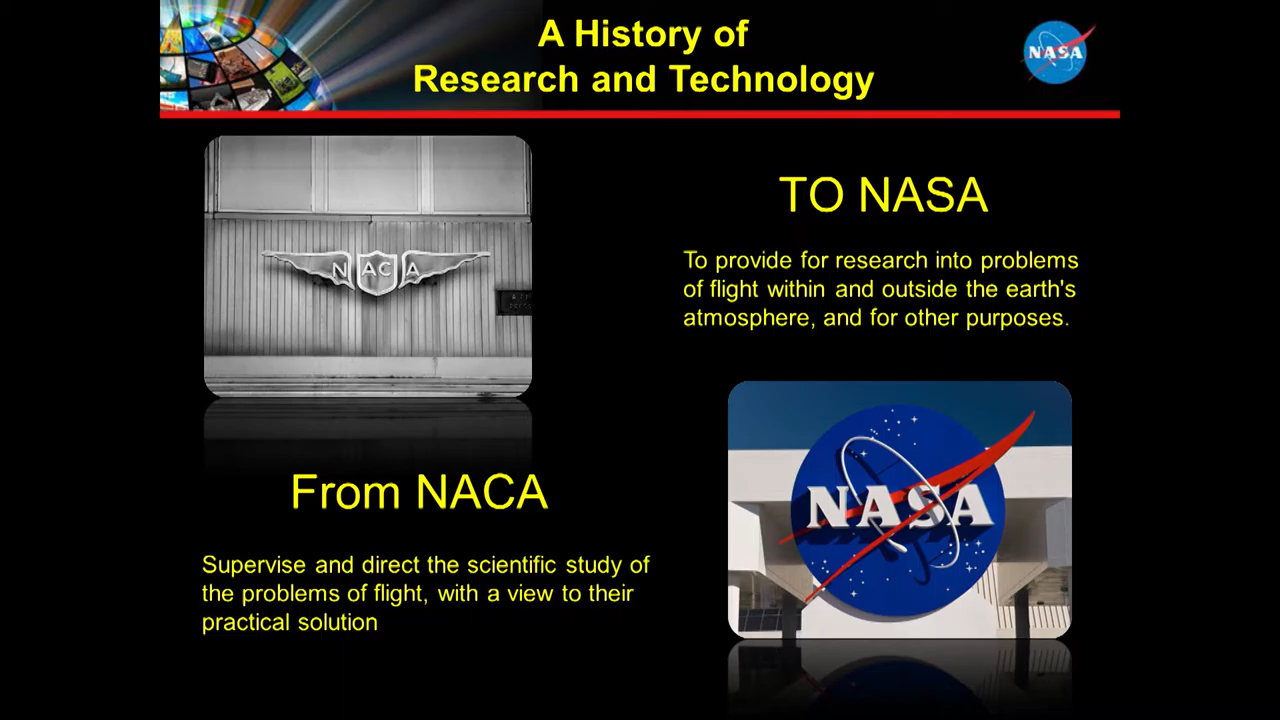 A History of
Research and Technology
NASA
N ACA A
TO NASA
To provide for research into problems
of flight within and outside the earth's
atmosphere, and for other purposes.
From NACA
Supervise and direct the scientific study of
the problems of flight, with a view to their
practical solution
NASA